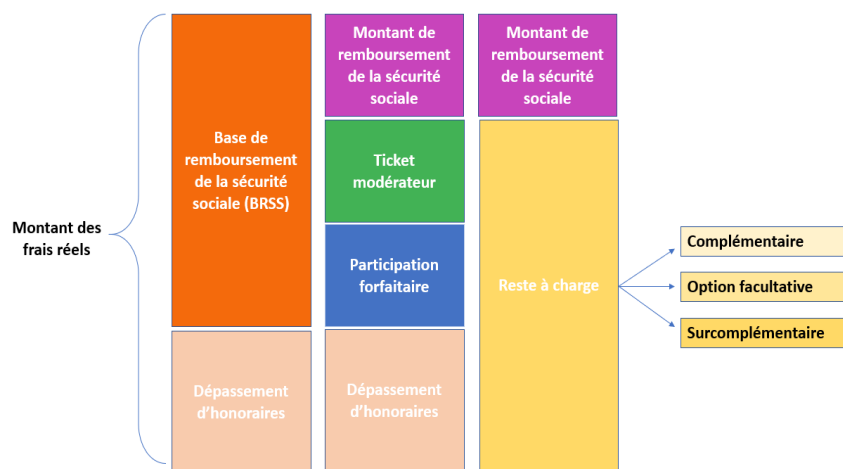 Montant des
frais réels
Base de
remboursement
de la sécurité
sociale (BRSS)
Dépassement
d'honoraires
Montant de
remboursement
de la sécurité
sociale
Ticket
modérateur
Participation
forfaitaire
Dépassement
d'honoraires
Montant de
remboursement
de la sécurité
sociale
Reste à charge
Complémentaire
Option facultative
Surcomplémentaire